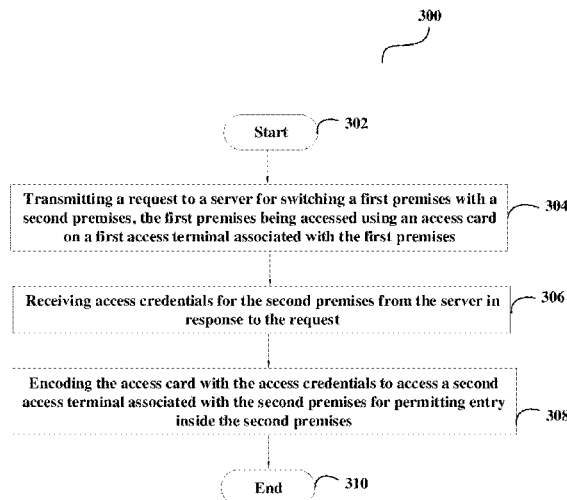 300
Start
302
Transmitting a request to a server for switching a first premises with a
second premises, the first premises being accessed using an access card
on a first access terminal associated with the first premises
304
Receiving access credentials for the second premises from the server in
response to the request
306
Encoding the access card with the access credentials to access a second
access terminal associated with the second premises for permitting entry
inside the second premises
308
End
310